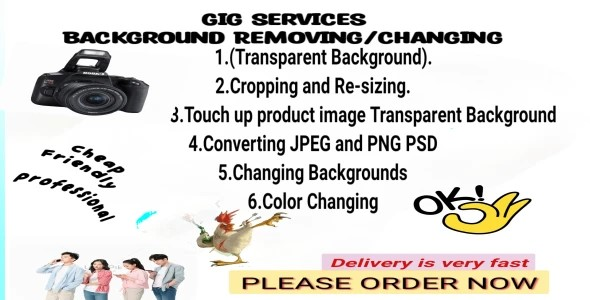 GIG SERVICES
BACKGROUND REMOVING/CHANGING
1.(Transparent Background).
2.Cropping and Re-sizing.
3.Touch up product image Transparent Background
4.Converting JPEG and PNG PSD
5.Changing Backgrounds
6.Color Changing
Cheap
Friendly
professional
OK!
Delivery is very fast
PLEASE ORDER NOW